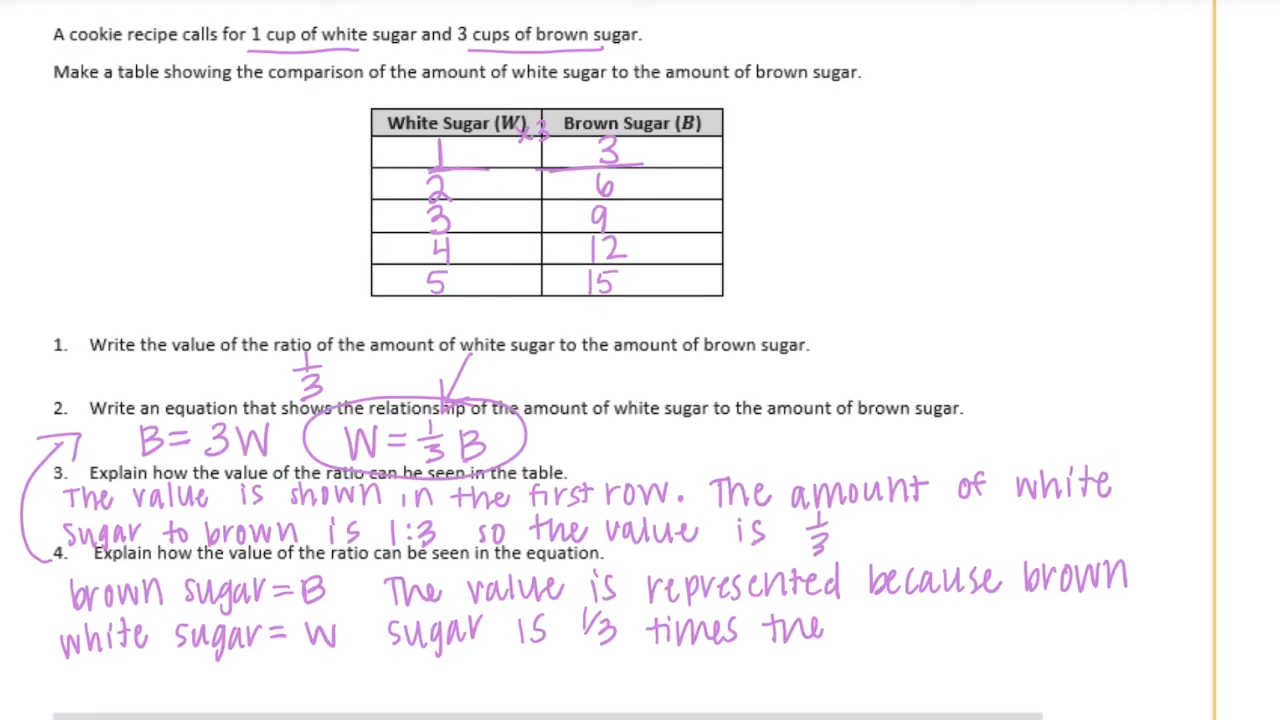 A cookie recipe calls for 1 cup of white sugar and 3 cups of brown sugar.
Make a table showing the comparison of the amount of white sugar to the amount of brown sugar.
White Sugar (W) ×3 Brown Sugar (B)
1 3
2 6
3 9
4 12
5 15
1. Write the value of the ratio of the amount of white sugar to the amount of brown sugar.
1/3
2. Write an equation that shows the relationship of the amount of white sugar to the amount of brown sugar.
B = 3W W = 1/3 B
3. Explain how the value of the ratio can be seen in the table.
The value is shown in the first row. The amount of white
sugar to brown is 1:3 so the value is 1/3
4. Explain how the value of the ratio can be seen in the equation.
brown sugar = B The value is represented because brown
white sugar = W sugar is 1/3 times the